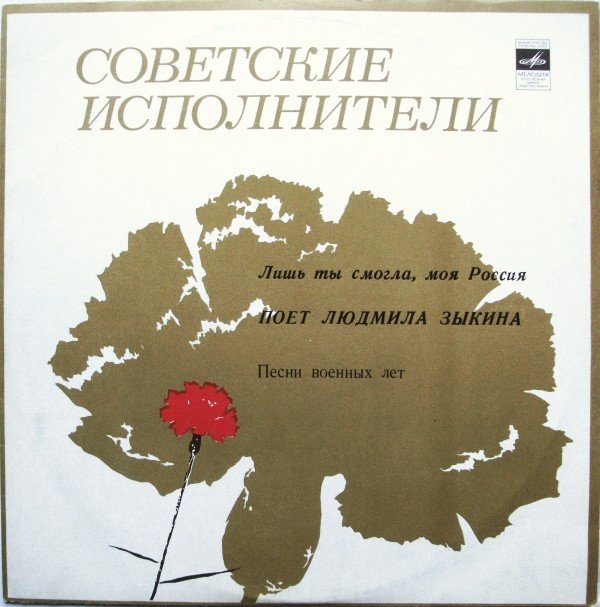 СОВЕТСКИЕ
ИСПОЛНИТЕЛИ
МЕЛОДИЯ
Лишь ты смогла, моя Россия
ПОЕТ ЛЮДМИЛА ЗЫКИНА
Песни военных лет